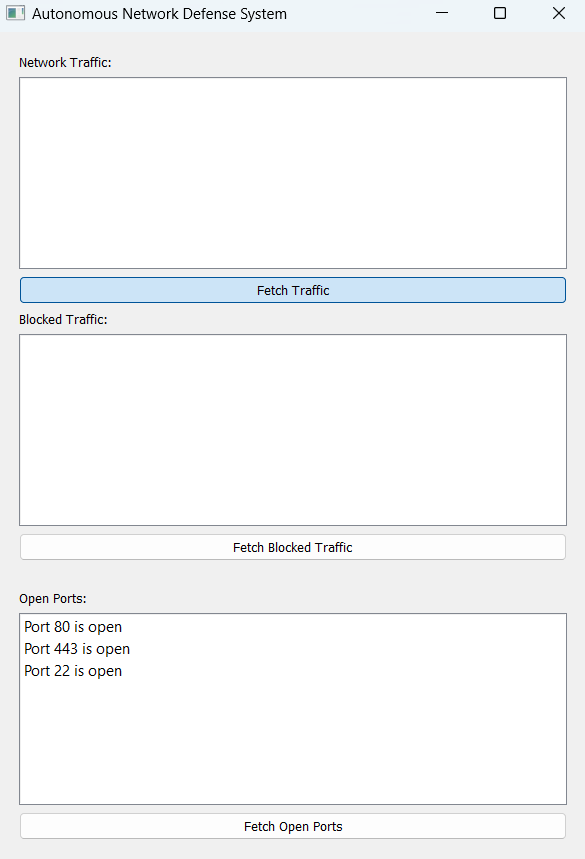 Autonomous Network Defense System
Network Traffic:
Fetch Traffic
Blocked Traffic:
Fetch Blocked Traffic
Open Ports:
Port 80 is open
Port 443 is open
Port 22 is open
Fetch Open Ports